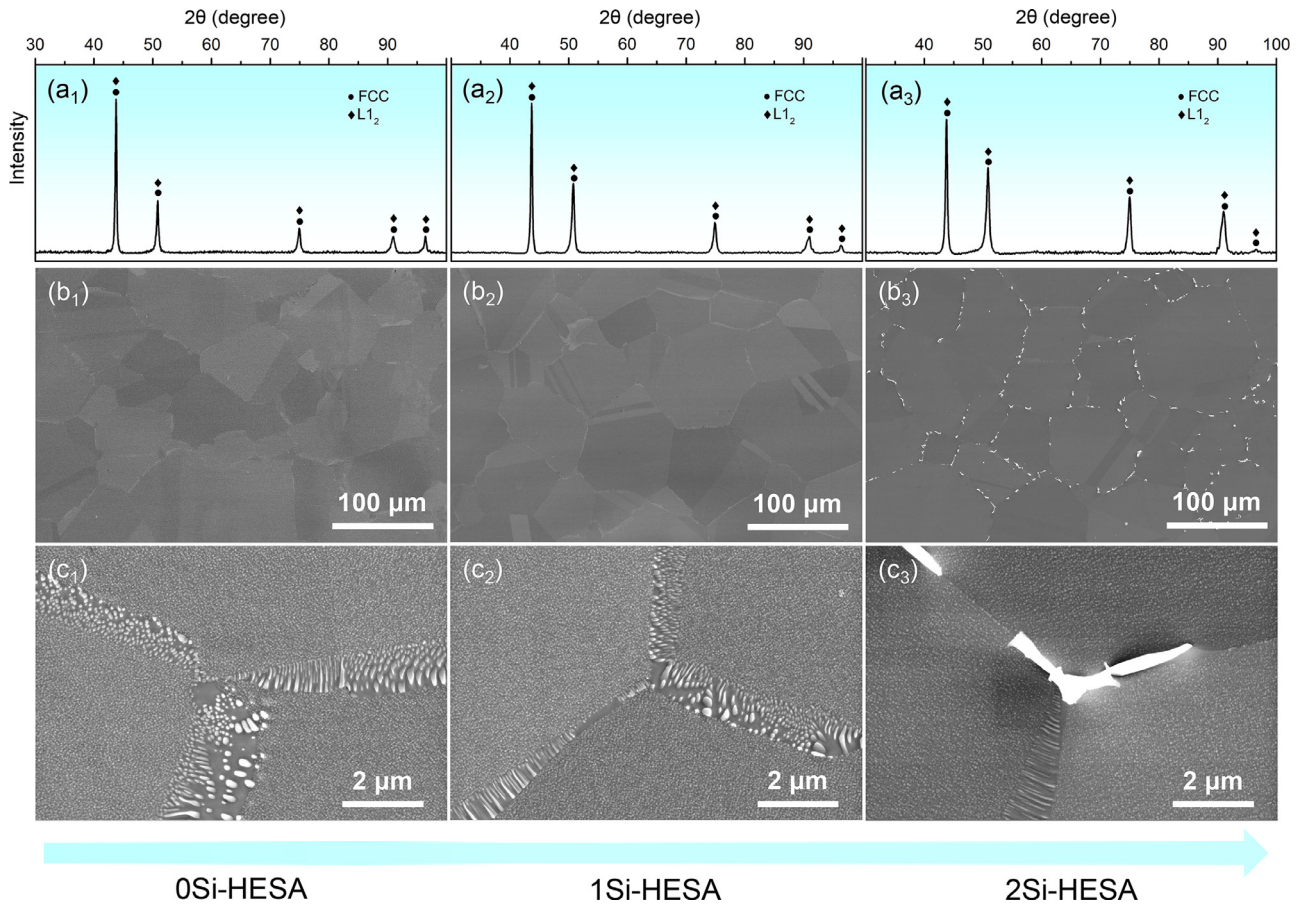 2θ (degree) 2θ (degree) 2θ (degree)
30 40 50 60 70 80 90 40 50 60 70 80 90 40 50 60 70 80 90 100
Intensity
(a₁) FCC (a₂) FCC (a₃) FCC
L1₂ L1₂ L1₂
(b₁) (b₂) (b₃)
100 μm 100 μm 100 μm
(c₁) (c₂) (c₃)
2 μm 2 μm 2 μm
0Si-HESA 1Si-HESA 2Si-HESA